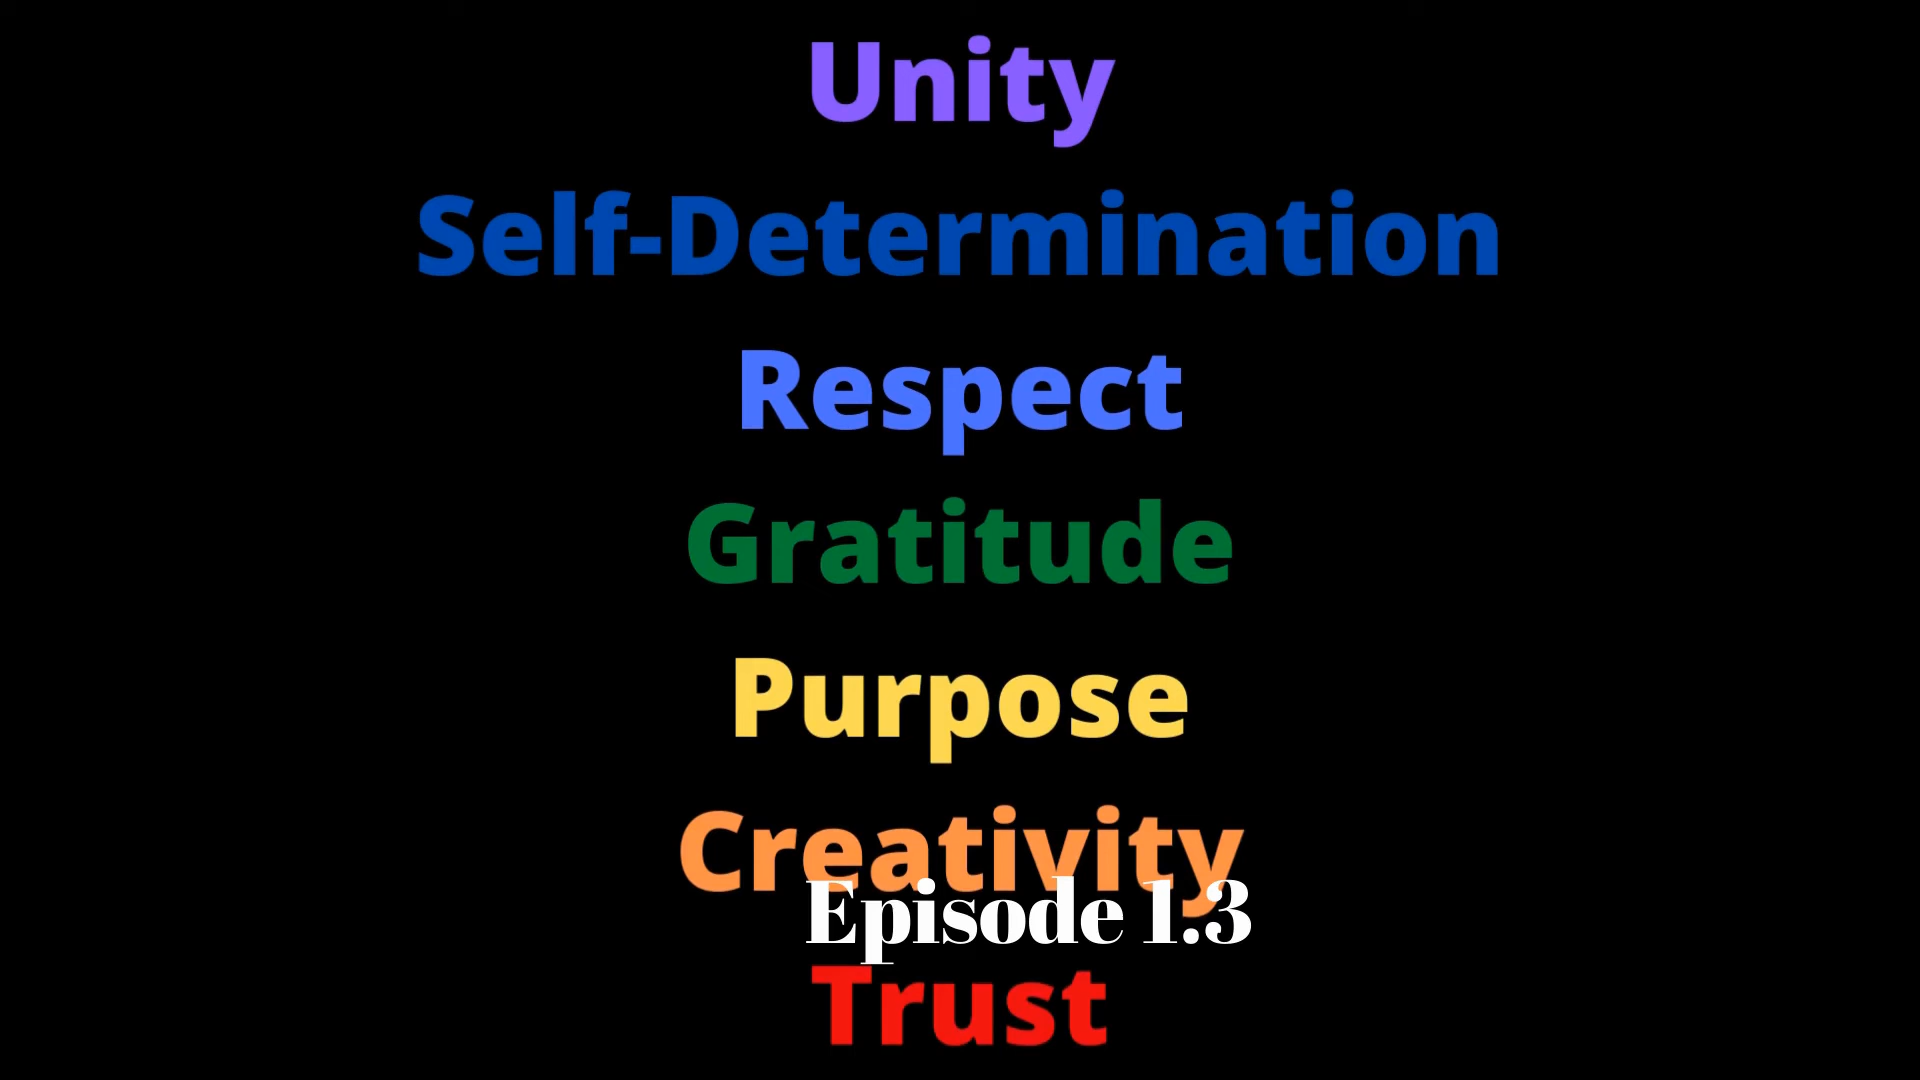 Unity
Self-Determination
Respect
Gratitude
Purpose
Creativity
Episode 1.3
Trust